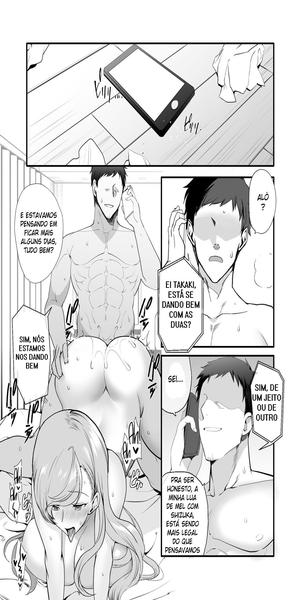 ALÔ
?
EI TAKAKI,
ESTÁ SE
DANDO BEM
COM AS
DUAS?
E ESTAVAMOS
PENSANDO EM
FICAR MAIS
ALGUNS DIAS,
TUDO BEM?
SIM, NÓS
ESTAMOS
NOS DANDO
BEM
SIM, DE
UM JEITO
OU DE
OUTRO
SEI...
PRA SER
HONESTO, A
MINHA LUA
DE MEL COM
SHIZUKA,
ESTÁ SENDO
MAIS LEGAL
DO QUE
PENSAVAMOS